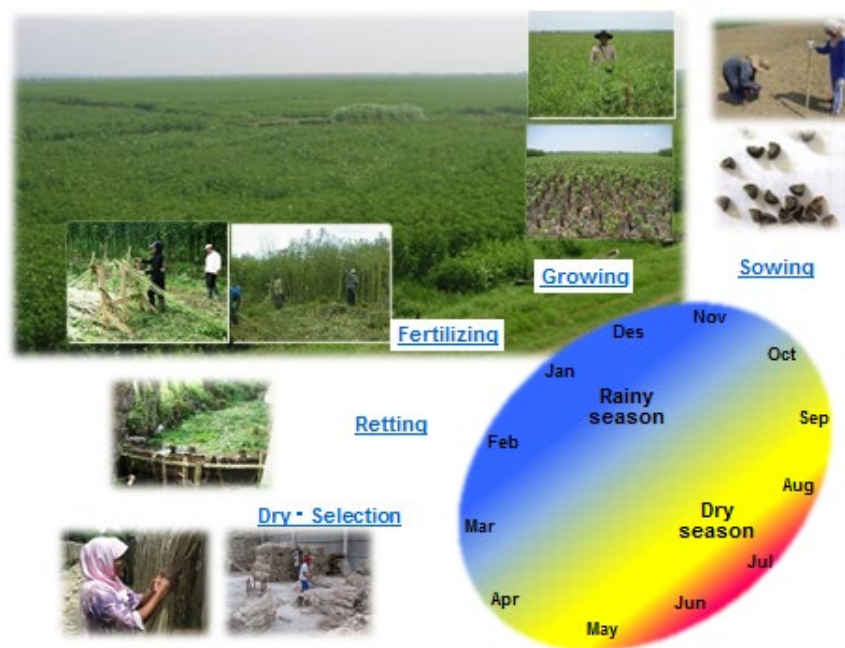 Growing
Sowing
Fertilizing
Retting
Dry・Selection
Nov
Des
Oct
Jan
Rainy
season
Sep
Feb
Aug
Dry
season
Mar
Jul
Apr
Jun
May